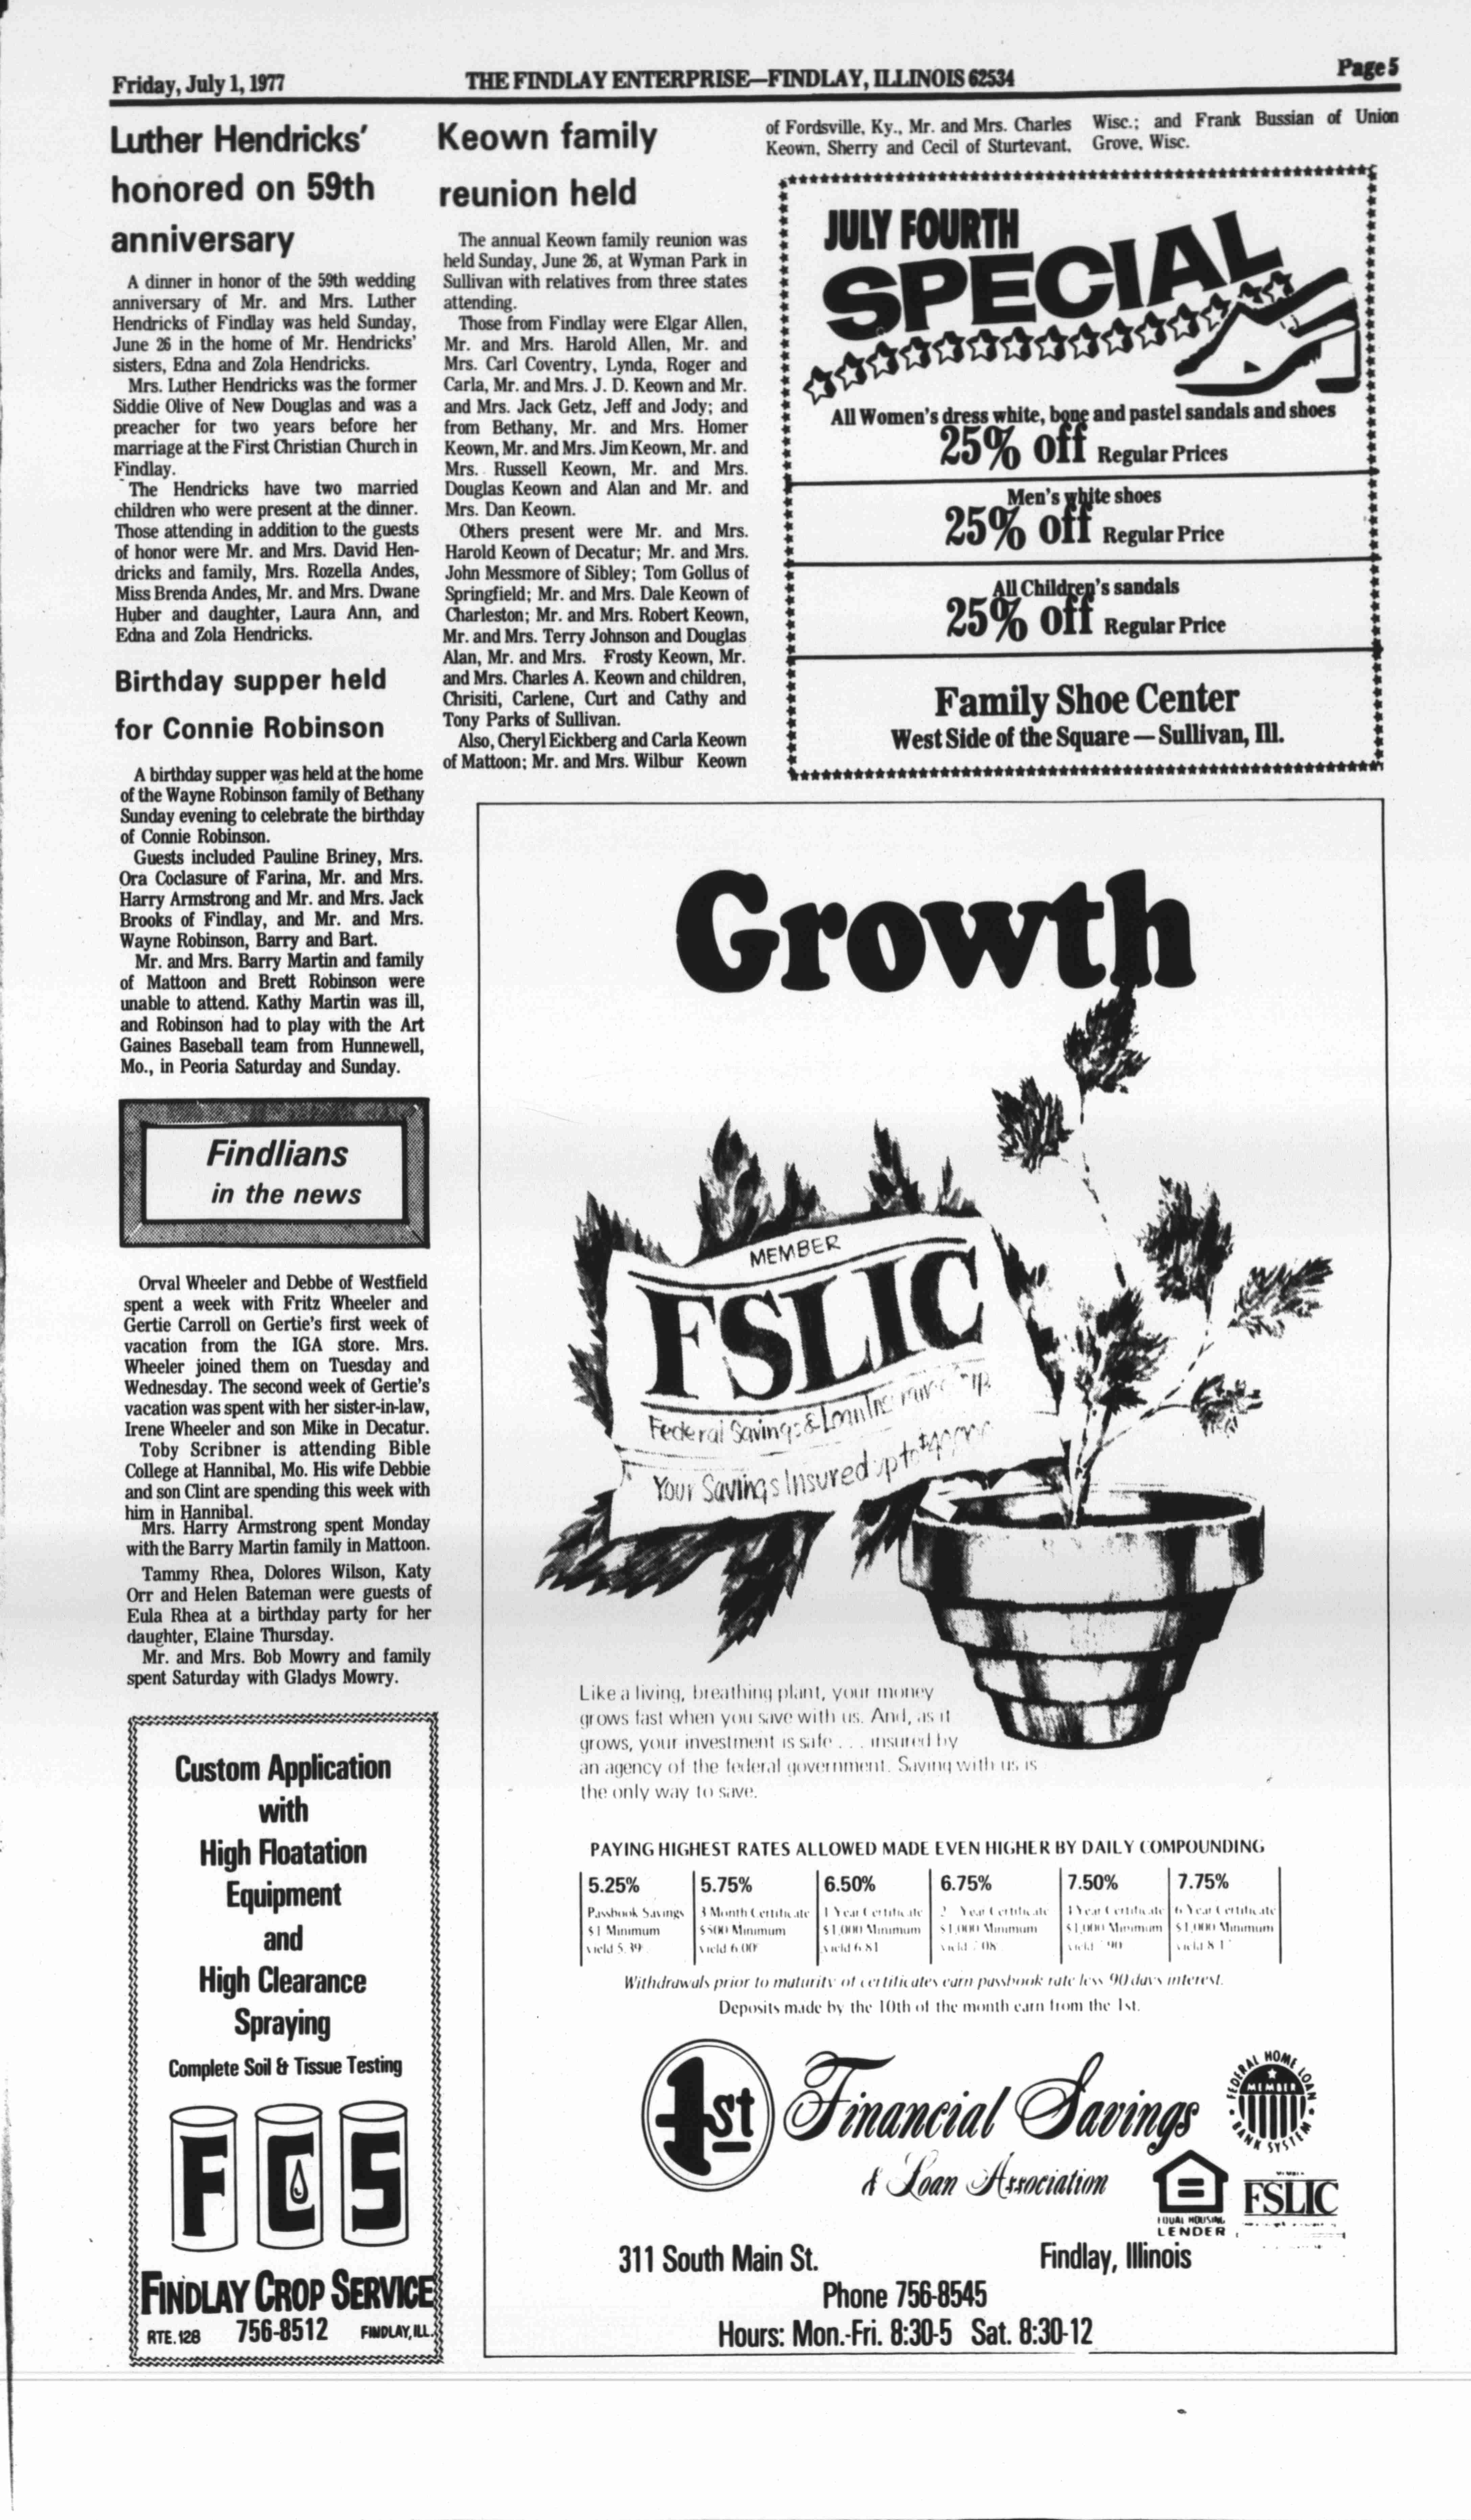 Friday, July 1, 1977
THE FINDLAY ENTERPRISE—FINDLAY, ILLINOIS 62534
Page 5
Luther Hendricks'
honored on 59th
anniversary
A dinner in honor of the 59th wedding
anniversary of Mr. and Mrs. Luther
Hendricks of Findlay was held Sunday,
June 26 in the home of Mr. Hendricks'
sisters, Edna and Zola Hendricks.
Mrs. Luther Hendricks was the former
Siddie Olive of New Douglas and was a
preacher for two years before her
marriage at the First Christian Church in
Findlay.
The Hendricks have two married
children who were present at the dinner.
Those attending in addition to the guests
of honor were Mr. and Mrs. David Hen-
dricks and family, Mrs. Rozella Andes,
Miss Brenda Andes, Mr. and Mrs. Dwane
Huber and daughter, Laura Ann, and
Edna and Zola Hendricks.
Birthday supper held
for Connie Robinson
A birthday supper was held at the home
of the Wayne Robinson family of Bethany
Sunday evening to celebrate the birthday
of Connie Robinson.
Guests included Pauline Briney, Mrs.
Ora Coclasure of Farina, Mr. and Mrs.
Harry Armstrong and Mr. and Mrs. Jack
Brooks of Findlay, and Mr. and Mrs.
Wayne Robinson, Barry and Bart.
Mr. and Mrs. Barry Martin and family
of Mattoon and Brett Robinson were
unable to attend. Kathy Martin was ill,
and Robinson had to play with the Art
Gaines Baseball team from Hunnewell,
Mo., in Peoria Saturday and Sunday.
Findlians
in the news
Orval Wheeler and Debbe of Westfield
spent a week with Fritz Wheeler and
Gertie Carroll on Gertie's first week of
vacation from the IGA store. Mrs.
Wheeler joined them on Tuesday and
Wednesday. The second week of Gertie's
vacation was spent with her sister-in-law,
Irene Wheeler and son Mike in Decatur.
Toby Scribner is attending Bible
College at Hannibal, Mo. His wife Debbie
and son Clint are spending this week with
him in Hannibal.
Mrs. Harry Armstrong spent Monday
with the Barry Martin family in Mattoon.
Tammy Rhea, Dolores Wilson, Katy
Orr and Helen Bateman were guests of
Eula Rhea at a birthday party for her
daughter, Elaine Thursday.
Mr. and Mrs. Bob Mowry and family
spent Saturday with Gladys Mowry.
Custom Application
with
High Floatation
Equipment
and
High Clearance
Spraying
Complete Soil & Tissue Testing
FCS
FINDLAY CROP SERVICE
RTE. 128 756-8512 FINDLAY, ILL.
Keown family
reunion held
The annual Keown family reunion was
held Sunday, June 26, at Wyman Park in
Sullivan with relatives from three states
attending.
Those from Findlay were Elgar Allen,
Mr. and Mrs. Harold Allen, Mr. and
Mrs. Carl Coventry, Lynda, Roger and
Carla, Mr. and Mrs. J. D. Keown and Mr.
and Mrs. Jack Getz, Jeff and Jody; and
from Bethany, Mr. and Mrs. Homer
Keown, Mr. and Mrs. Jim Keown, Mr. and
Mrs. Russell Keown, Mr. and Mrs.
Douglas Keown and Alan and Mr. and
Mrs. Dan Keown.
Others present were Mr. and Mrs.
Harold Keown of Decatur; Mr. and Mrs.
John Messmore of Sibley; Tom Gollus of
Springfield; Mr. and Mrs. Dale Keown of
Charleston; Mr. and Mrs. Robert Keown,
Mr. and Mrs. Terry Johnson and Douglas
Alan, Mr. and Mrs. Frosty Keown, Mr.
and Mrs. Charles A. Keown and children,
Chrisiti, Carlene, Curt and Cathy and
Tony Parks of Sullivan.
Also, Cheryl Eickberg and Carla Keown
of Mattoon; Mr. and Mrs. Wilbur Keown
of Fordsville, Ky., Mr. and Mrs. Charles
Keown, Sherry and Cecil of Sturtevant,
Wisc.; and Frank Bussian of Union
Grove, Wisc.
JULY FOURTH
SPECIAL
All Women's dress white, bone and pastel sandals and shoes
25% off Regular Prices
Men's white shoes
25% off Regular Price
All Children's sandals
25% off Regular Price
Family Shoe Center
West Side of the Square — Sullivan, Ill.
Growth
MEMBER
FSLIC
Federal Savings & Loan
Your Savings Insured up to
Like a living, breathing plant, your money
grows fast when you save with us. And, as it
grows, your investment is safe . . . insured by
an agency of the federal government. Saving with us is
the only way to save.
PAYING HIGHEST RATES ALLOWED MADE EVEN HIGHER BY DAILY COMPOUNDING
5.25% 5.75% 6.50% 6.75% 7.50% 7.75%
Passbook Savings 3 Month Certificate 1 Year Certificate Year Certificate 4 Year Certificate 6 Year Certificate
$1 Minimum $500 Minimum $1,000 Minimum $1,000 Minimum $1,000 Minimum $1,000 Minimum
yield 5.39 yield 6.00 yield 6.81 yield yield yield
Withdrawals prior to maturity of certificates earn passbook rate less 90 days interest.
Deposits made by the 10th of the month earn from the 1st.
1st Financial Savings
& Loan Association
FEDERAL HOME LOAN BANK SYSTEM
MEMBER
EQUAL HOUSING
LENDER
FSLIC
311 South Main St. Findlay, Illinois
Phone 756-8545
Hours: Mon.-Fri. 8:30-5 Sat. 8:30-12